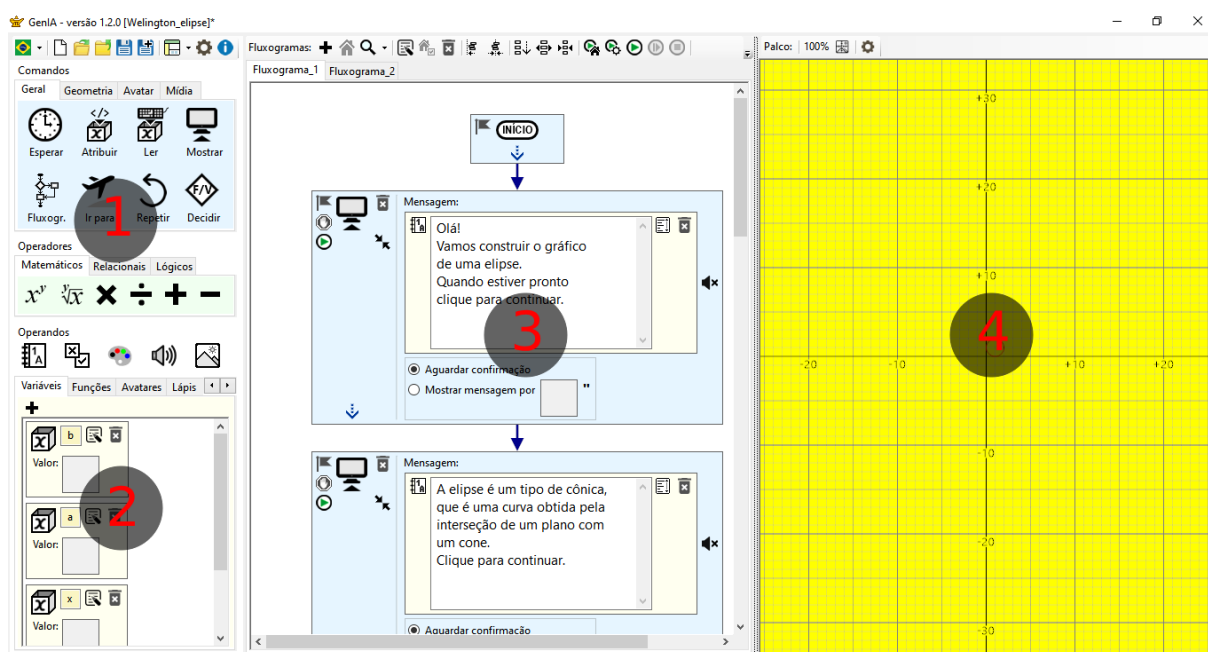 GenIA - versão 1.2.0 [Welington_elipse]*
Comandos
Geral Geometria Avatar Mídia
Esperar Atribuir Ler Mostrar
Fluxogr. Ir para Repetir Decidir
F/V
1
Operadores
Matemáticos Relacionais Lógicos
Operandos
Variáveis Funções Avatares Lápis
b
Valor:
2
a
Valor:
x
Valor:
Fluxogramas:
Fluxograma_1 Fluxograma_2
INÍCIO
Mensagem:
Olá!
Vamos construir o gráfico
de uma elipse.
Quando estiver pronto
clique para continuar.
3
Aguardar confirmação
Mostrar mensagem por "
Mensagem:
A elipse é um tipo de cônica,
que é uma curva obtida pela
interseção de um plano com
um cone.
Clique para continuar.
Aguardar confirmação
Palco: 100%
+30
+20
+10
4
-20 -10 +10 +20
-10
-20
-30